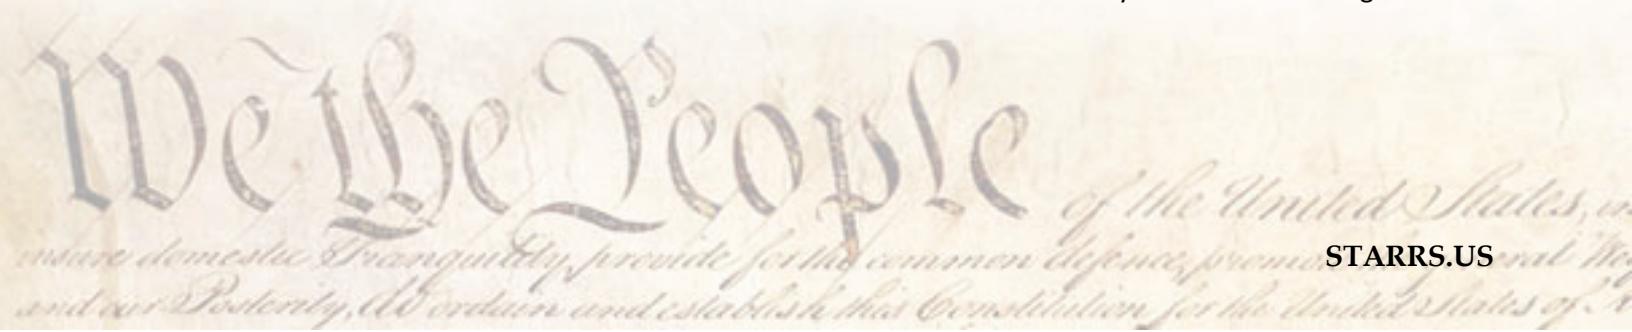 We the People of the United States,
insure domestic Tranquility, provide for the common defence, promo
STARRS.US
and our Posterity, do ordain and establish this Constitution for the United States of